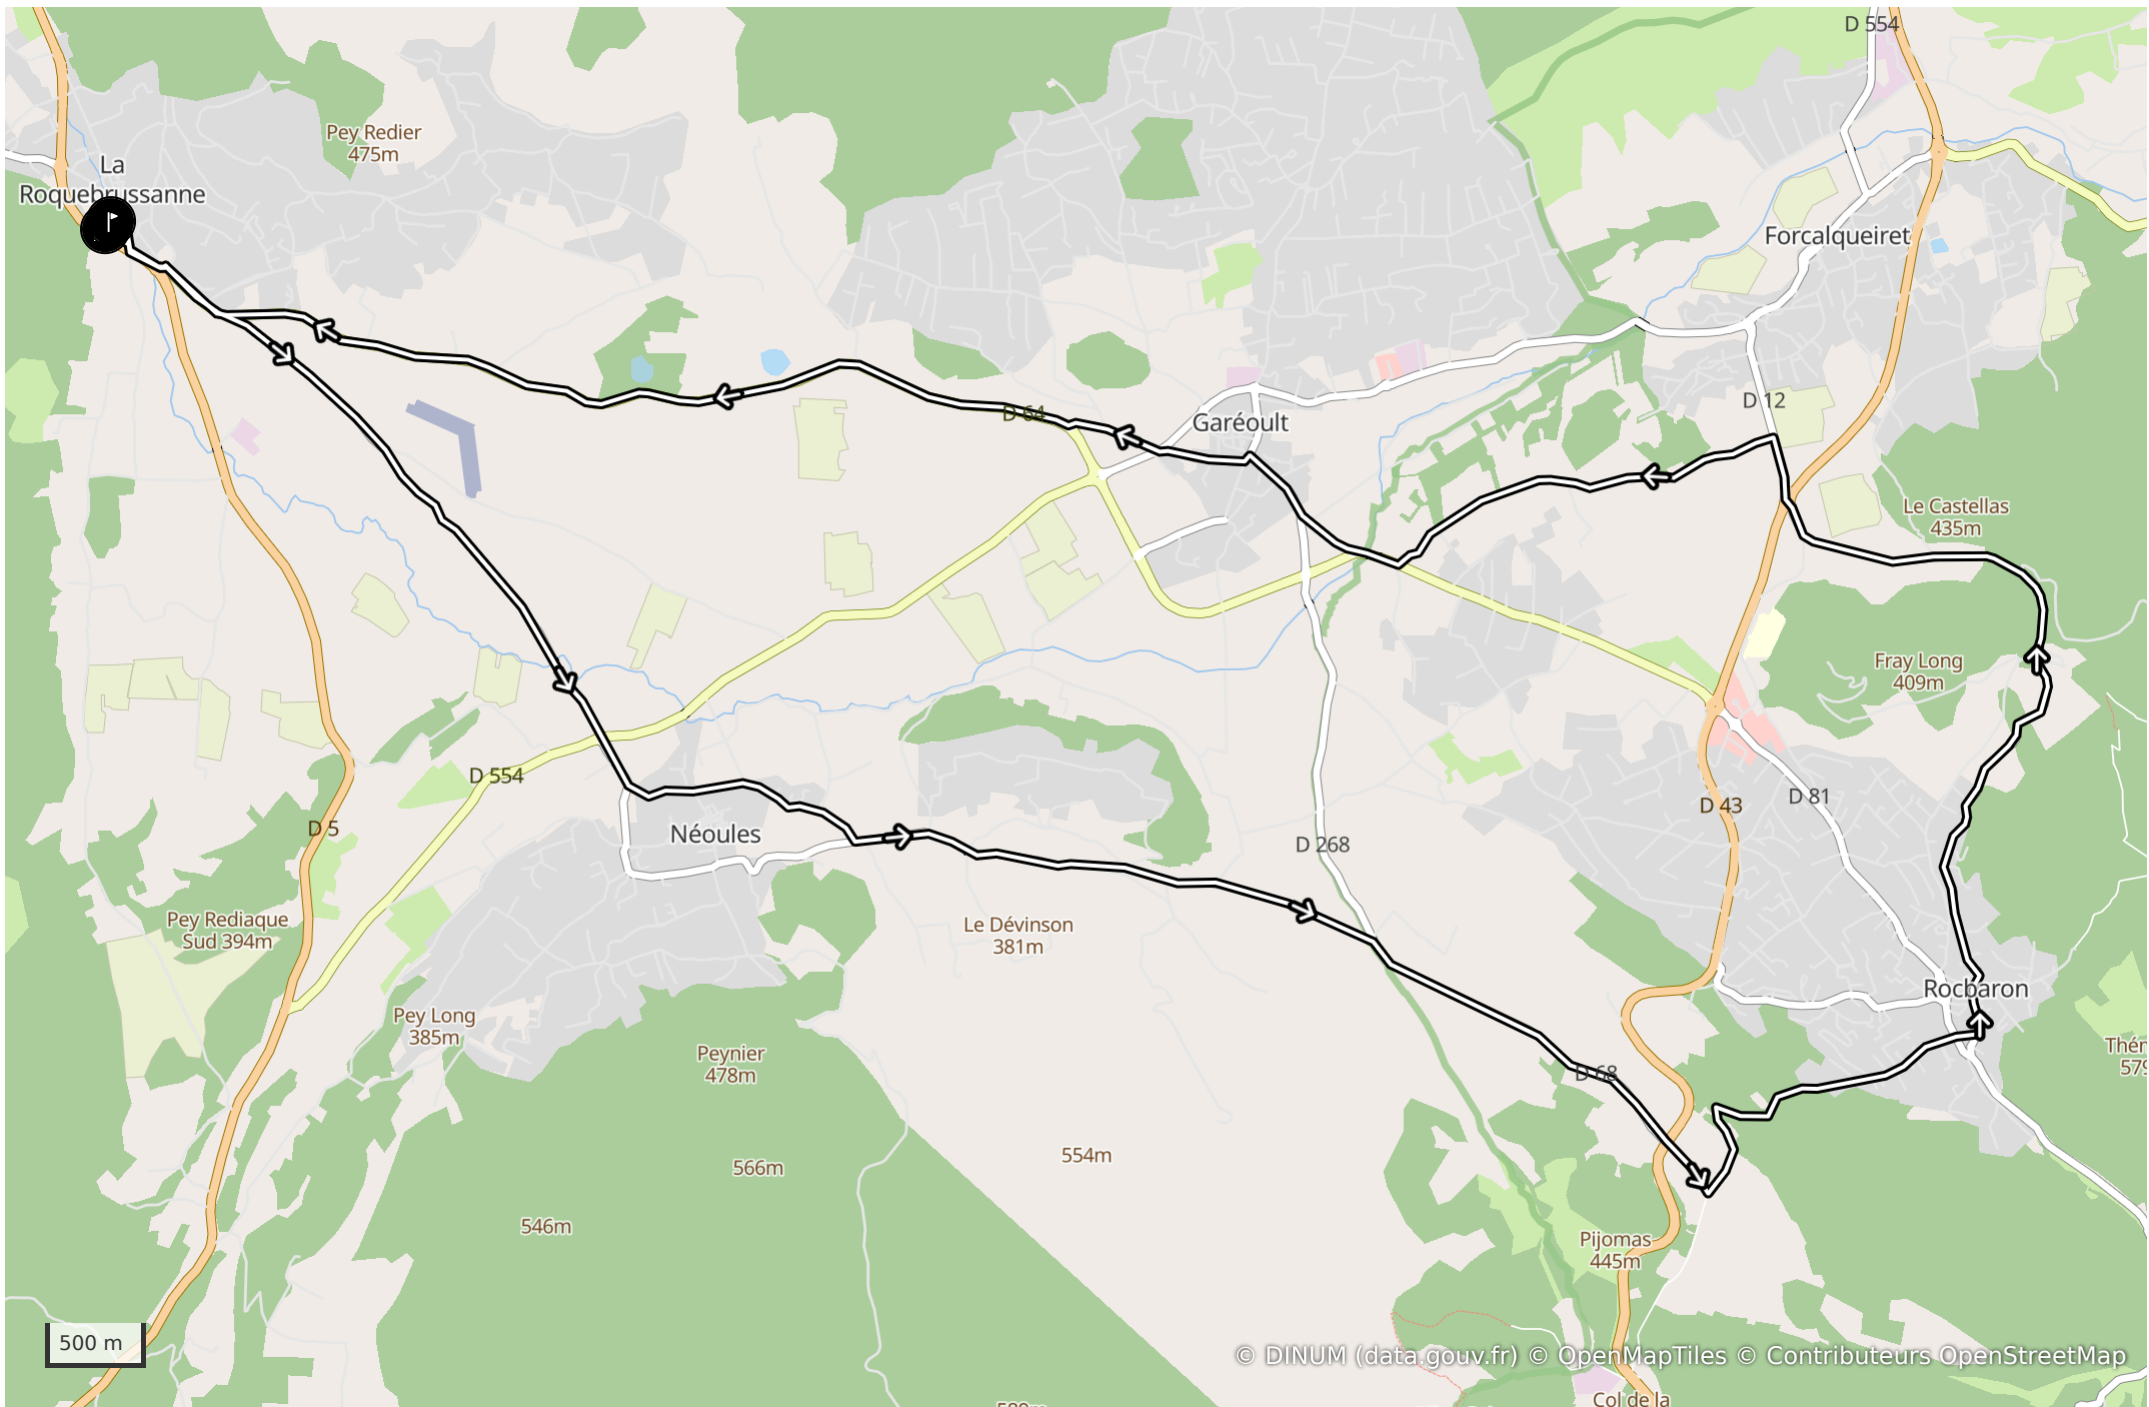 D 554
Pey Redier
475m
La
Roquebrussanne
Forcalqueiret
D 12
D 64
Garéoult
Le Castellas
435m
Fray Long
409m
D 554
D 5
Néoules
D 268
D 43
D 81
Pey Rediaque
Sud 394m
Le Dévinson
381m
Rocbaron
Pey Long
385m
Peynier
478m
D 68
579
566m
554m
546m
Pijomas
445m
500 m
© DINUM (data.gouv.fr) © OpenMapTiles © Contributeurs OpenStreetMap
Col de la